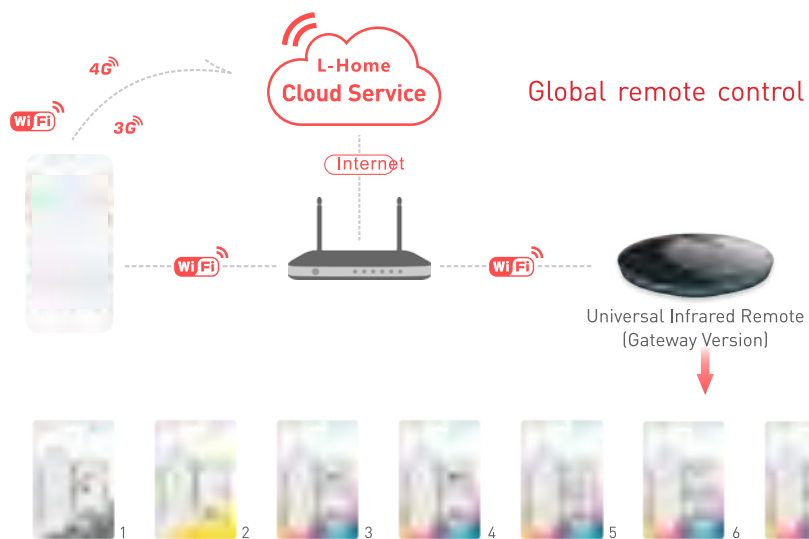 4G
L-Home
Cloud Service
Global remote control
WiFi
3G
Internet
WiFi
WiFi
Universal Infrared Remote
(Gateway Version)
1
2
3
4
5
6